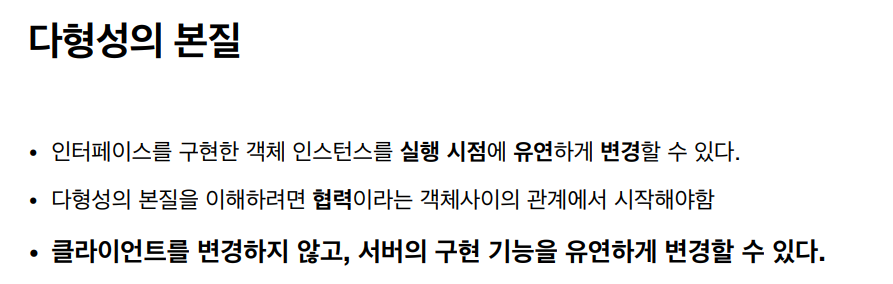 다형성의 본질
• 인터페이스를 구현한 객체 인스턴스를 실행 시점에 유연하게 변경할 수 있다.
• 다형성의 본질을 이해하려면 협력이라는 객체사이의 관계에서 시작해야함
• 클라이언트를 변경하지 않고, 서버의 구현 기능을 유연하게 변경할 수 있다.